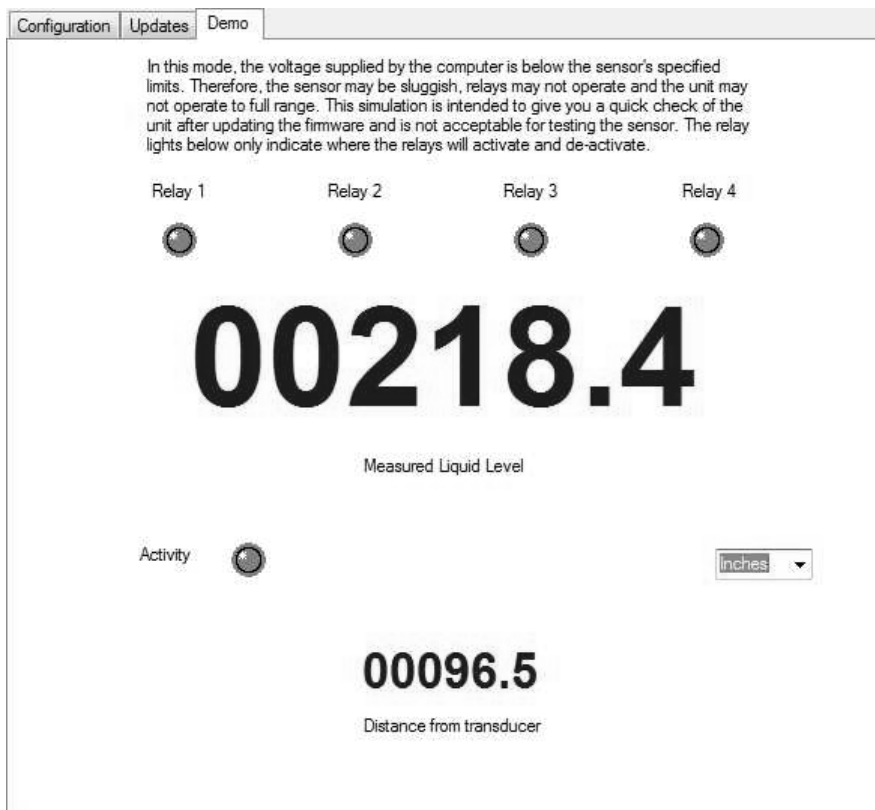 Configuration Updates Demo
In this mode, the voltage supplied by the computer is below the sensor's specified
limits. Therefore, the sensor may be sluggish, relays may not operate and the unit may
not operate to full range. This simulation is intended to give you a quick check of the
unit after updating the firmware and is not acceptable for testing the sensor. The relay
lights below only indicate where the relays will activate and de-activate.
Relay 1 Relay 2 Relay 3 Relay 4
00218.4
Measured Liquid Level
Activity Inches
00096.5
Distance from transducer